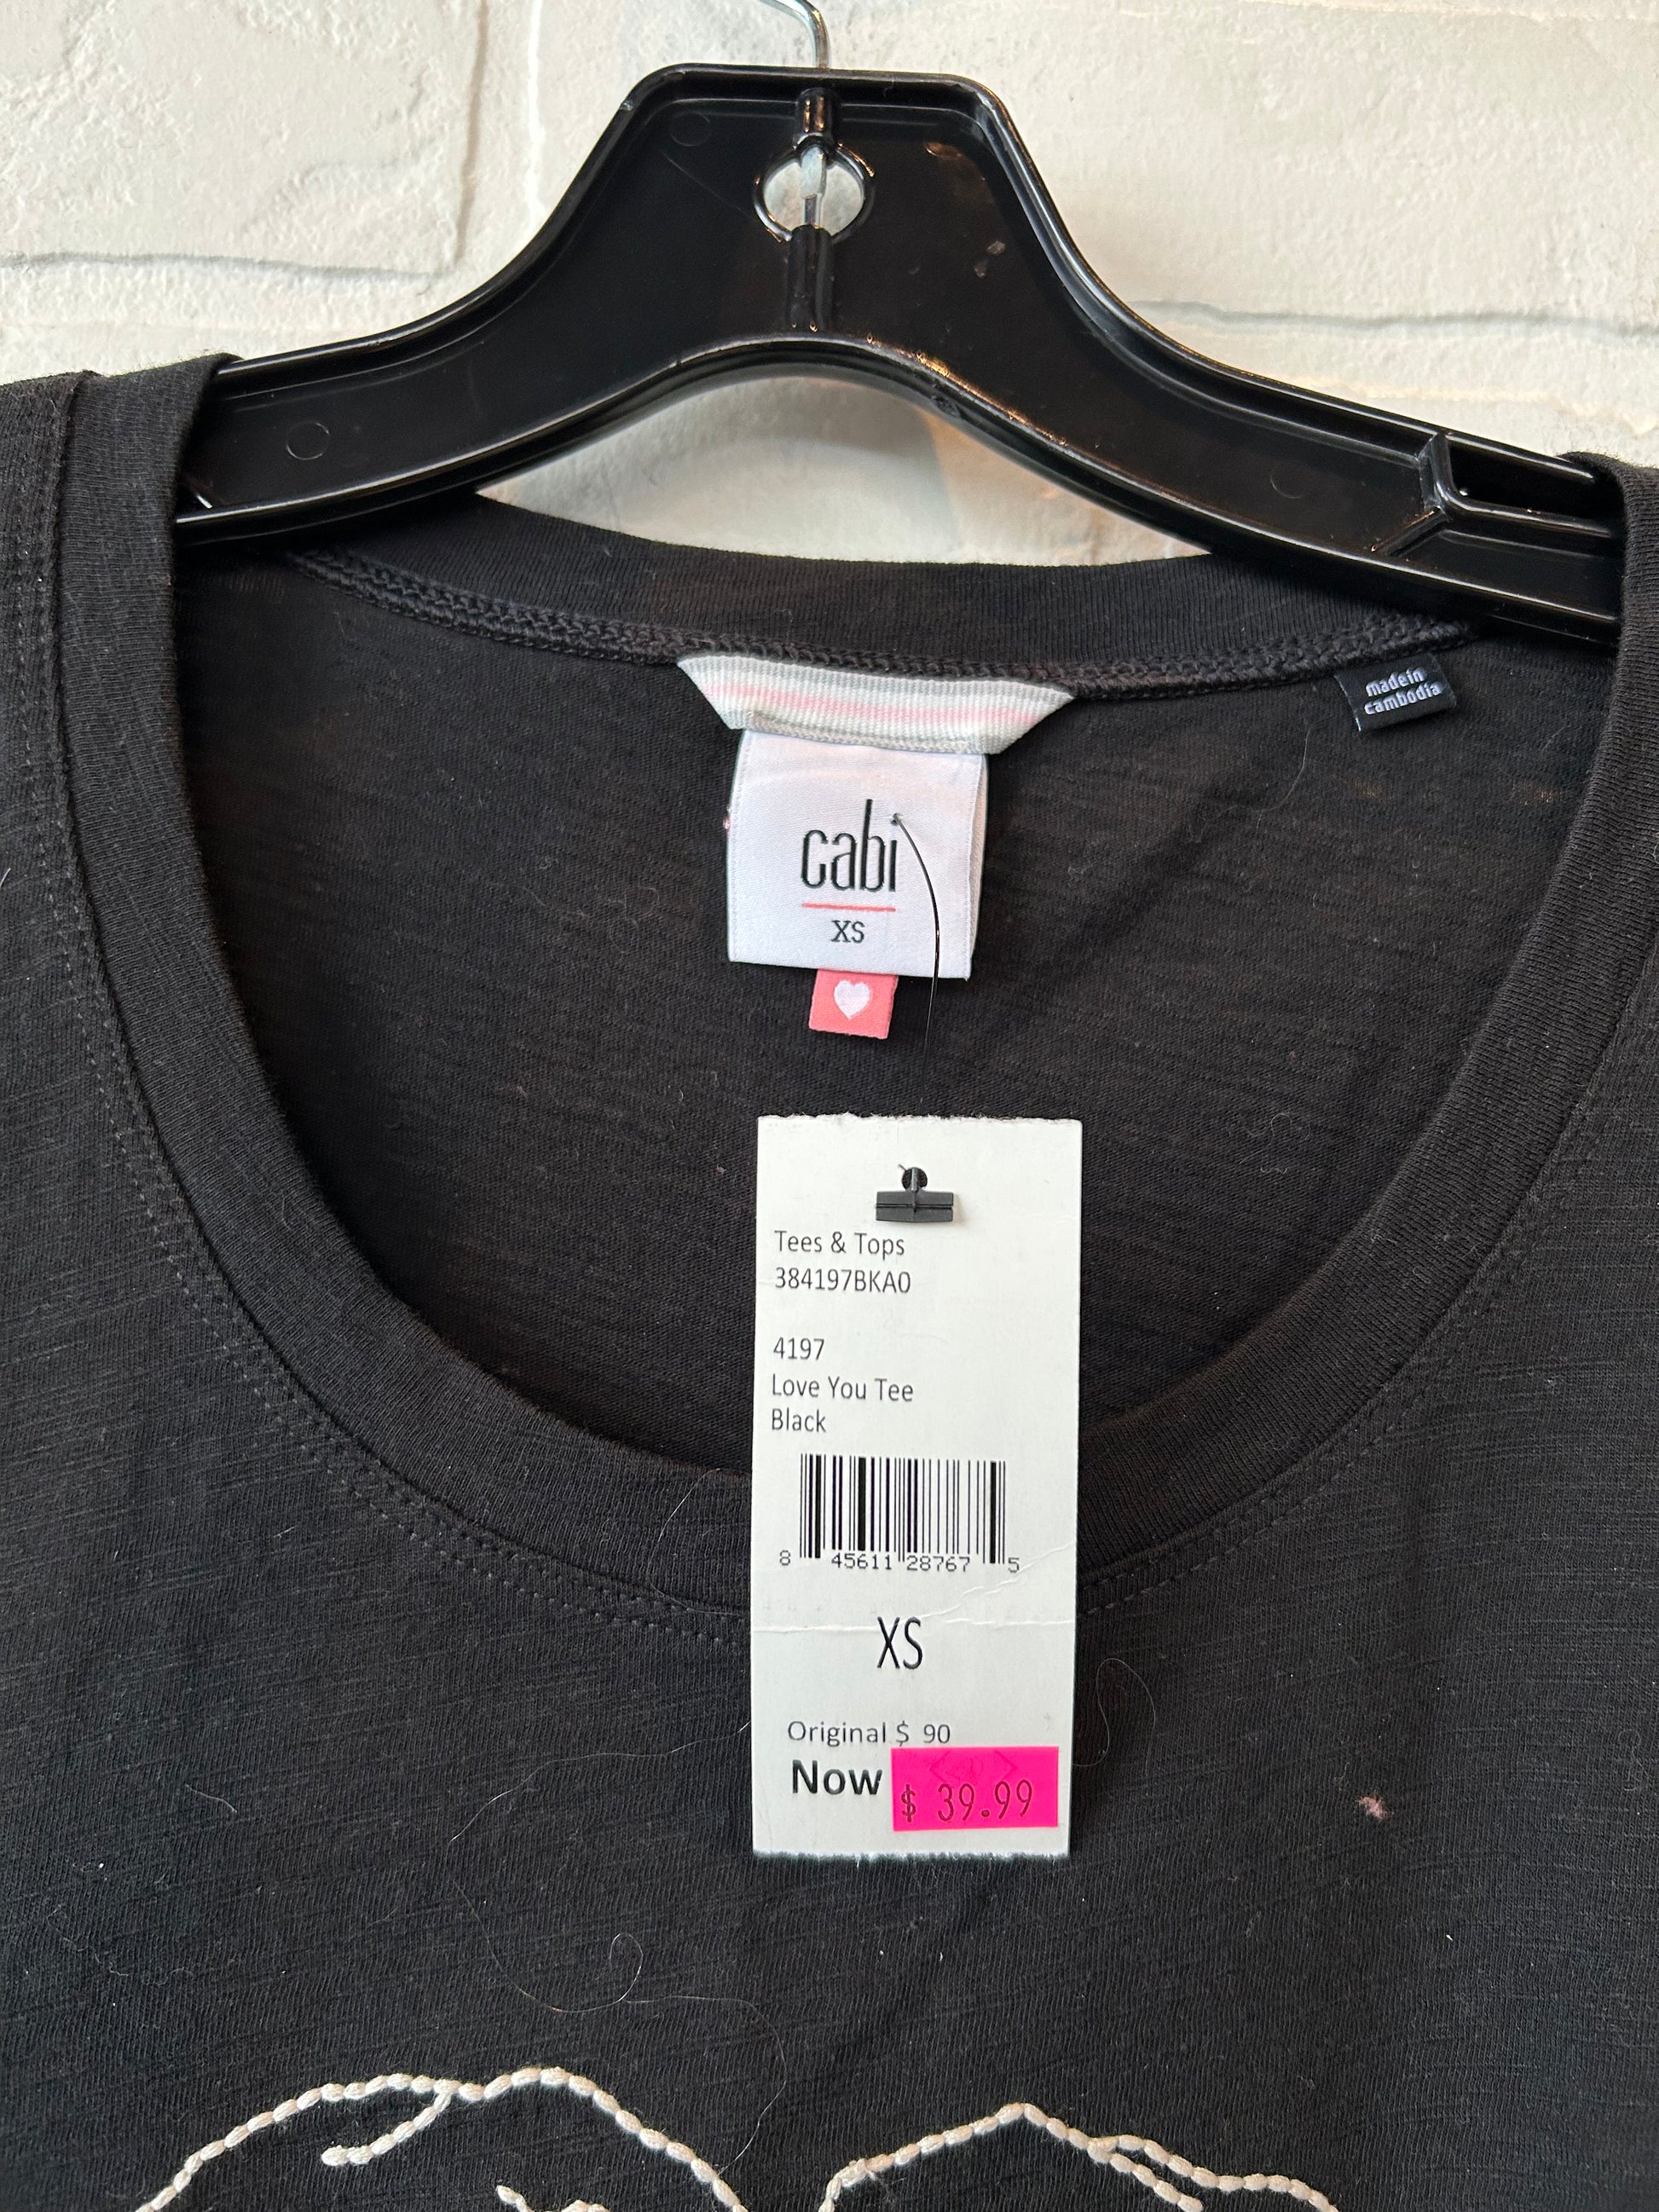 made in
cambodia
cabi
XS
Tees & Tops
384197BKA0
4197
Love You Tee
Black
8 45611 28767 5
XS
Original $ 90
Now $ 39.99